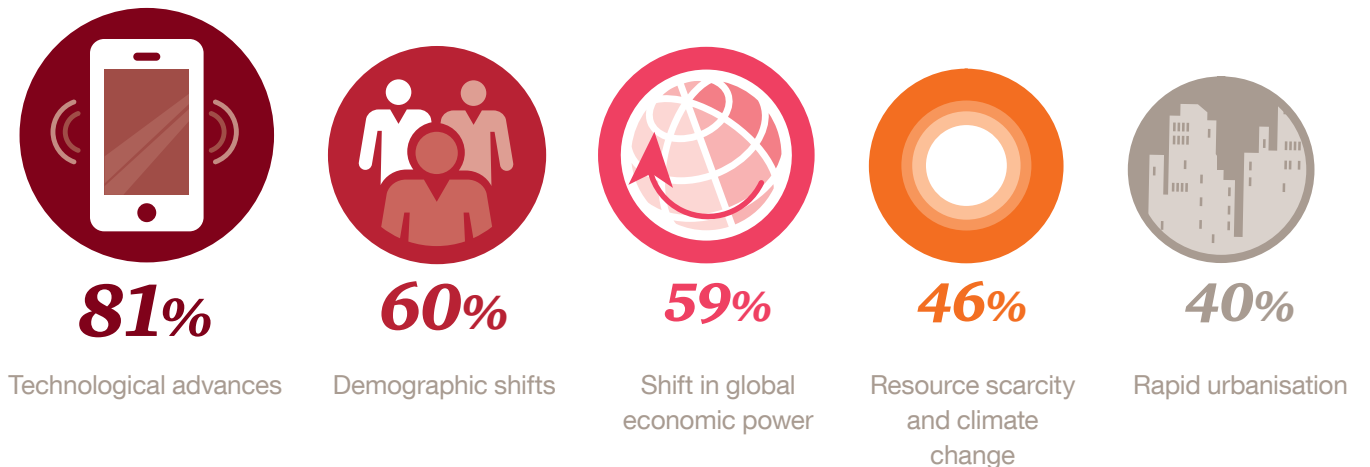 81%
Technological advances
60%
Demographic shifts
59%
Shift in global
economic power
46%
Resource scarcity
and climate
change
40%
Rapid urbanisation